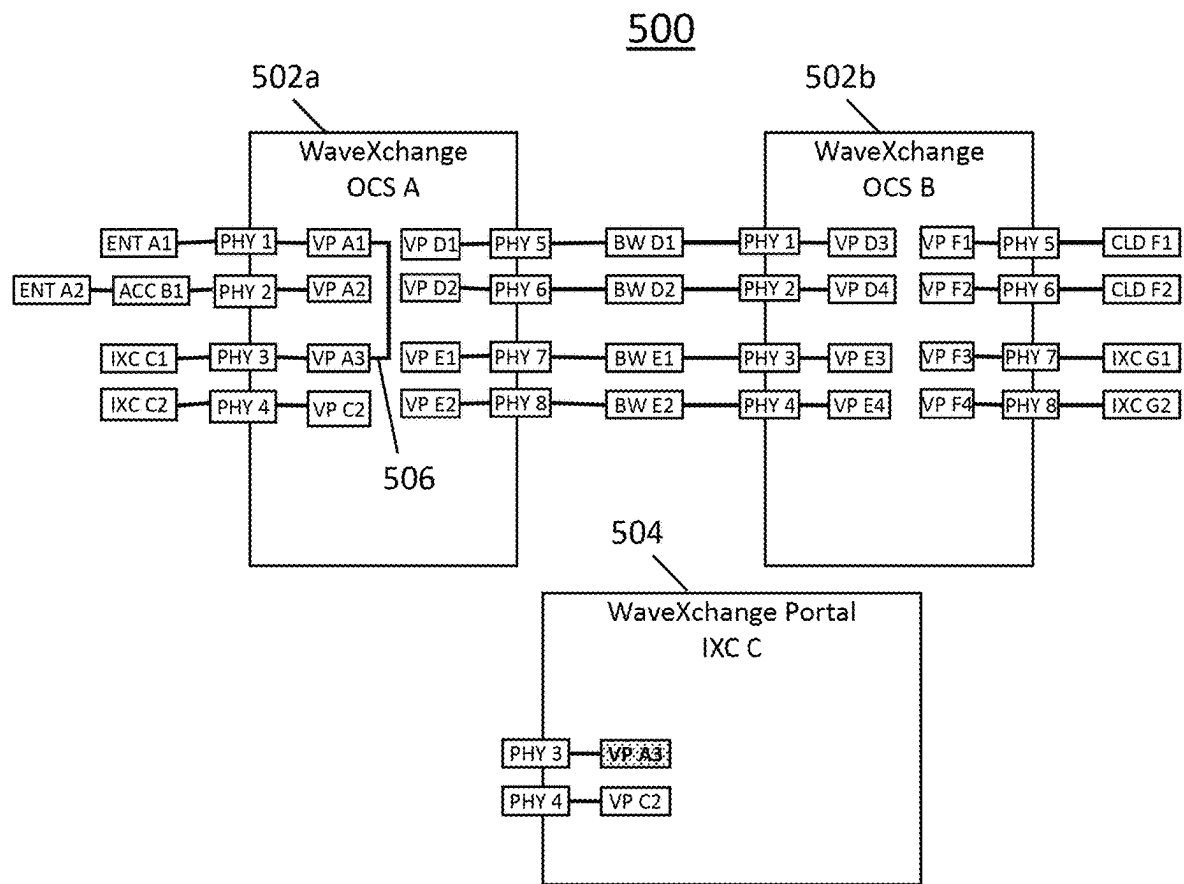 500
502a
502b
WaveXchange
OCS A
WaveXchange
OCS B
ENT A1 PHY 1 VP A1 VP D1 PHY 5 BW D1 PHY 1 VP D3 VP F1 PHY 5 CLD F1
ENT A2 ACC B1 PHY 2 VP A2 VP D2 PHY 6 BW D2 PHY 2 VP D4 VP F2 PHY 6 CLD F2
IXC C1 PHY 3 VP A3 VP E1 PHY 7 BW E1 PHY 3 VP E3 VP F3 PHY 7 IXC G1
IXC C2 PHY 4 VP C2 VP E2 PHY 8 BW E2 PHY 4 VP E4 VP F4 PHY 8 IXC G2
506
504
WaveXchange Portal
IXC C
PHY 3 VP A3
PHY 4 VP C2